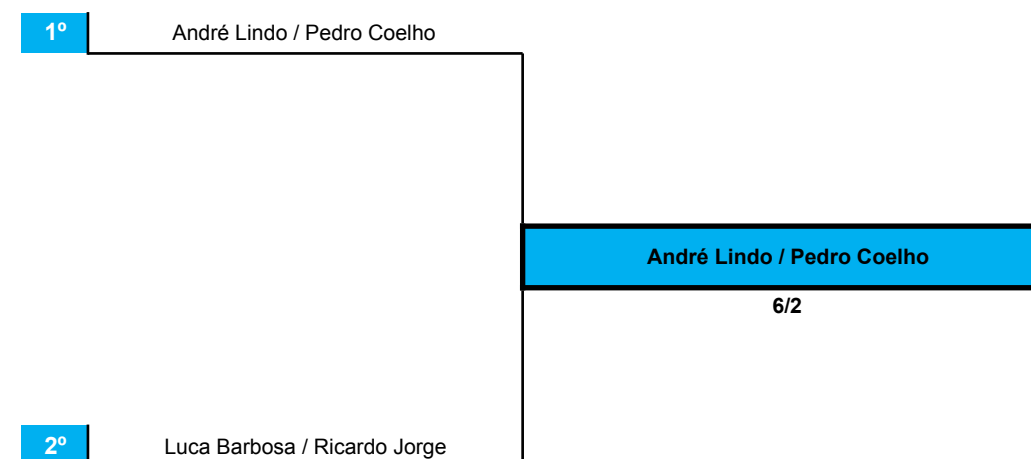 1º André Lindo / Pedro Coelho
André Lindo / Pedro Coelho
6/2
2º Luca Barbosa / Ricardo Jorge